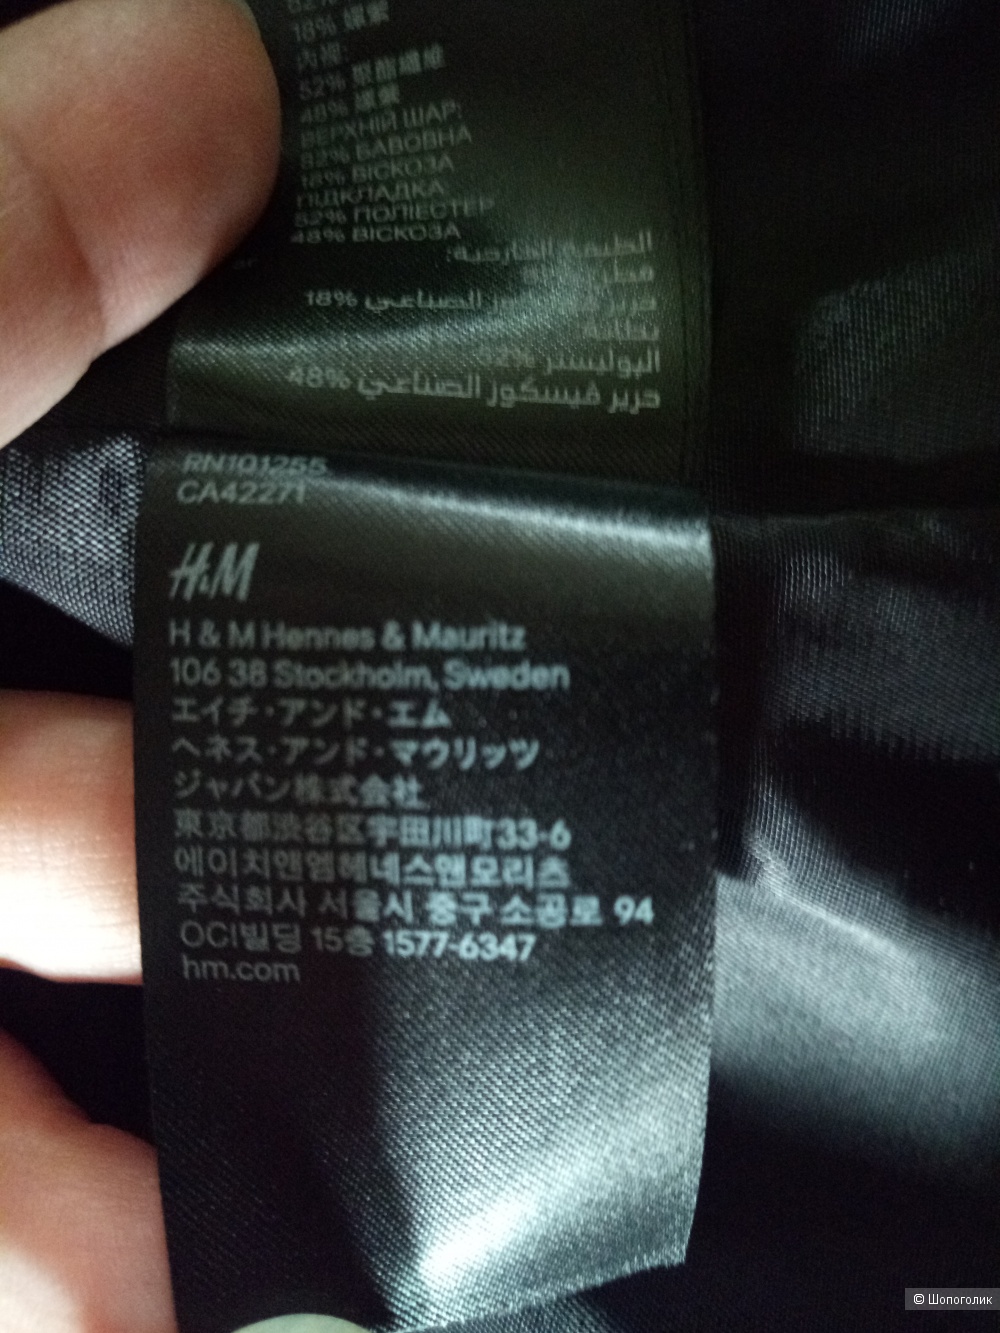 18% 嫘縈
內裡:
52% 聚酯纖維
48% 嫘縈
ВЕРХНІЙ ШАР:
82% БАВОВНА
18% ВІСКОЗА
ПІДКЛАДКА:
52% ПОЛІЕСТЕР
48% ВІСКОЗА
الطبقة الخارجية:
حرير فيسكوز الصناعي 18%
بطانة
البوليستر 52%
حرير فيسكوز الصناعي 48%
RN101255
CA42271
H&M
H & M Hennes & Mauritz
106 38 Stockholm, Sweden
エイチ・アンド・エム
ヘネス・アンド・マウリッツ
ジャパン株式会社
東京都渋谷区宇田川町33-6
에이치앤엠헤네스앤모리츠
주식회사 서울시 중구 소공로 94
OCI빌딩 15층 1577-6347
hm.com
© Шопоголик